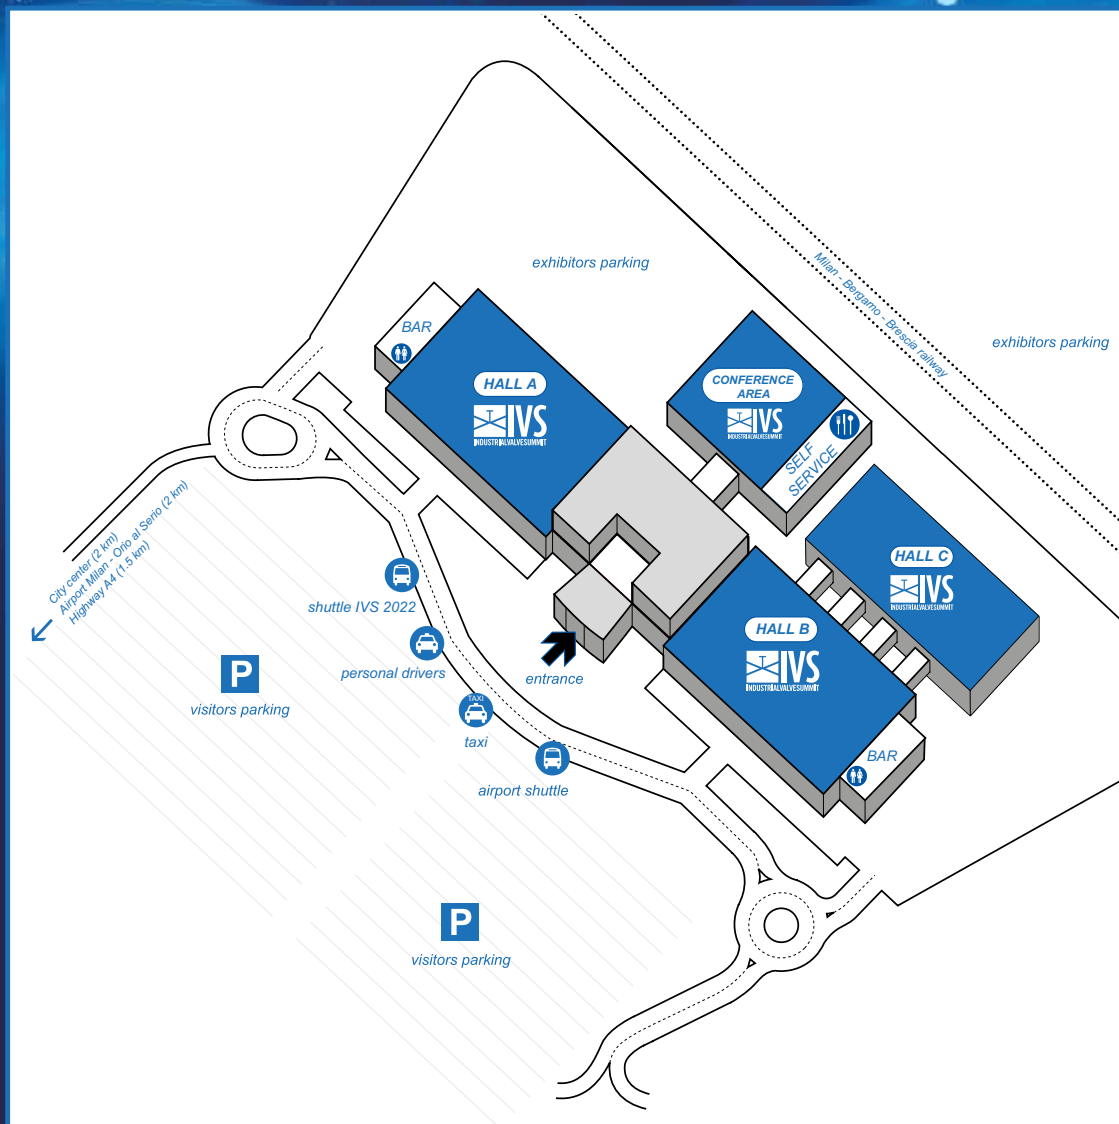 exhibitors parking
Milan - Bergamo - Brescia railway
exhibitors parking
BAR
HALL A
IVS
INDUSTRIALVALVESUMMIT
CONFERENCE
AREA
IVS
INDUSTRIALVALVESUMMIT
SELF
SERVICE
HALL C
IVS
INDUSTRIALVALVESUMMIT
City center (2 km)
Airport Milan - Orio al Serio (2 km)
Highway A4 (1.5 km)
shuttle IVS 2022
HALL B
IVS
INDUSTRIALVALVESUMMIT
personal drivers
entrance
P
visitors parking
TAXI
taxi
BAR
airport shuttle
P
visitors parking